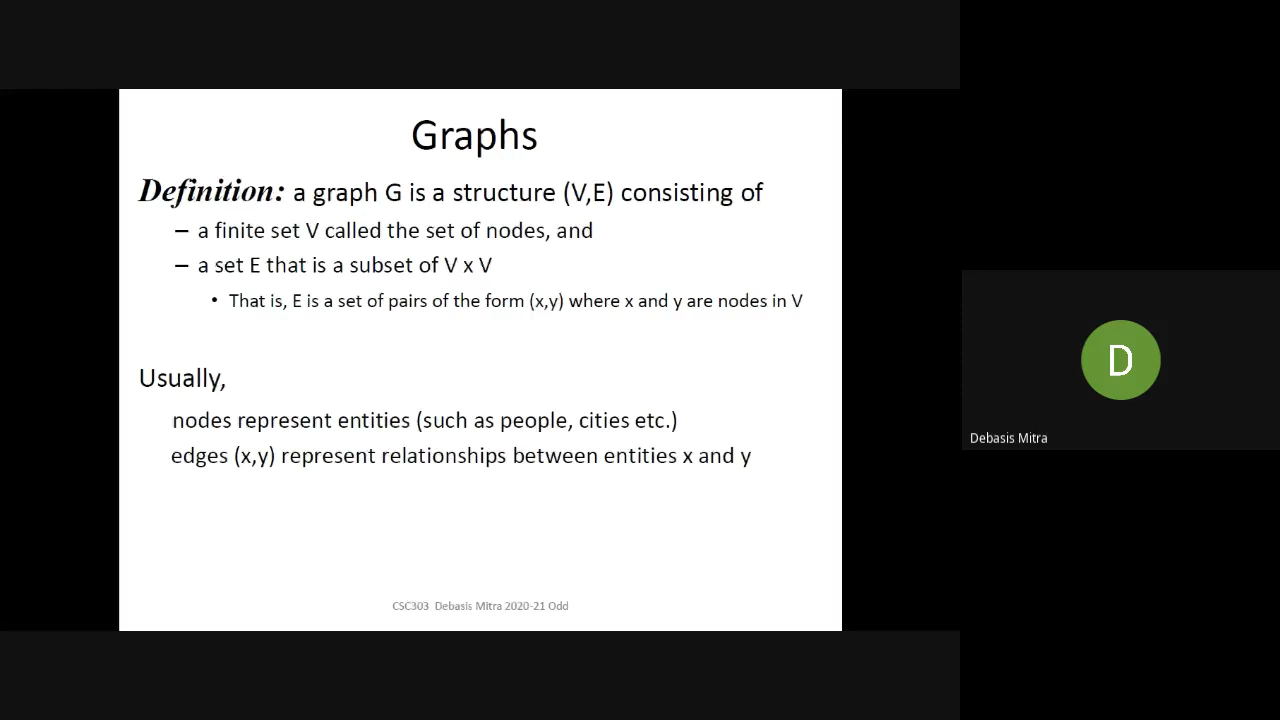 Graphs
Definition: a graph G is a structure (V,E) consisting of
– a finite set V called the set of nodes, and
– a set E that is a subset of V x V
• That is, E is a set of pairs of the form (x,y) where x and y are nodes in V
Usually,
nodes represent entities (such as people, cities etc.)
edges (x,y) represent relationships between entities x and y
CSC303 Debasis Mitra 2020-21 Odd
D
Debasis Mitra